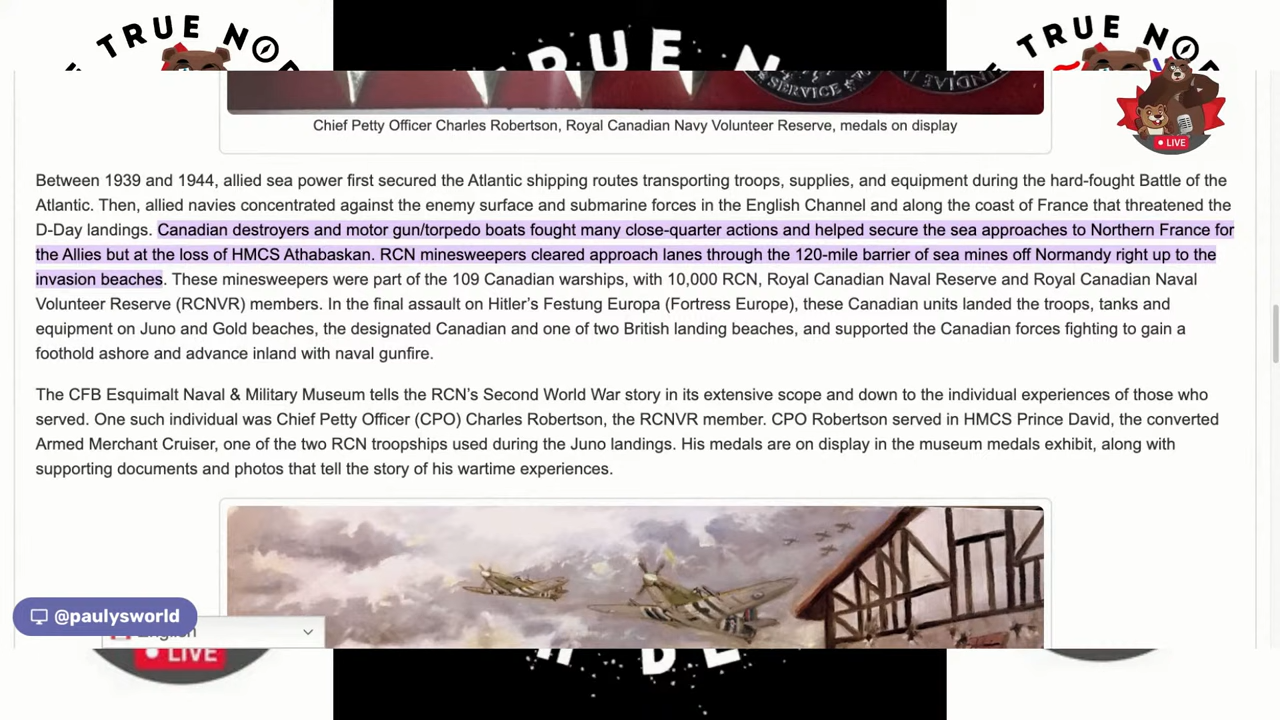 TRUE NO
TRUE N
TRUE NO
SERVICE
LIVE
Chief Petty Officer Charles Robertson, Royal Canadian Navy Volunteer Reserve, medals on display
Between 1939 and 1944, allied sea power first secured the Atlantic shipping routes transporting troops, supplies, and equipment during the hard-fought Battle of the
Atlantic. Then, allied navies concentrated against the enemy surface and submarine forces in the English Channel and along the coast of France that threatened the
D-Day landings. Canadian destroyers and motor gun/torpedo boats fought many close-quarter actions and helped secure the sea approaches to Northern France for
the Allies but at the loss of HMCS Athabaskan. RCN minesweepers cleared approach lanes through the 120-mile barrier of sea mines off Normandy right up to the
invasion beaches. These minesweepers were part of the 109 Canadian warships, with 10,000 RCN, Royal Canadian Naval Reserve and Royal Canadian Naval
Volunteer Reserve (RCNVR) members. In the final assault on Hitler’s Festung Europa (Fortress Europe), these Canadian units landed the troops, tanks and
equipment on Juno and Gold beaches, the designated Canadian and one of two British landing beaches, and supported the Canadian forces fighting to gain a
foothold ashore and advance inland with naval gunfire.
The CFB Esquimalt Naval & Military Museum tells the RCN’s Second World War story in its extensive scope and down to the individual experiences of those who
served. One such individual was Chief Petty Officer (CPO) Charles Robertson, the RCNVR member. CPO Robertson served in HMCS Prince David, the converted
Armed Merchant Cruiser, one of the two RCN troopships used during the Juno landings. His medals are on display in the museum medals exhibit, along with
supporting documents and photos that tell the story of his wartime experiences.
@paulysworld
English
LIVE